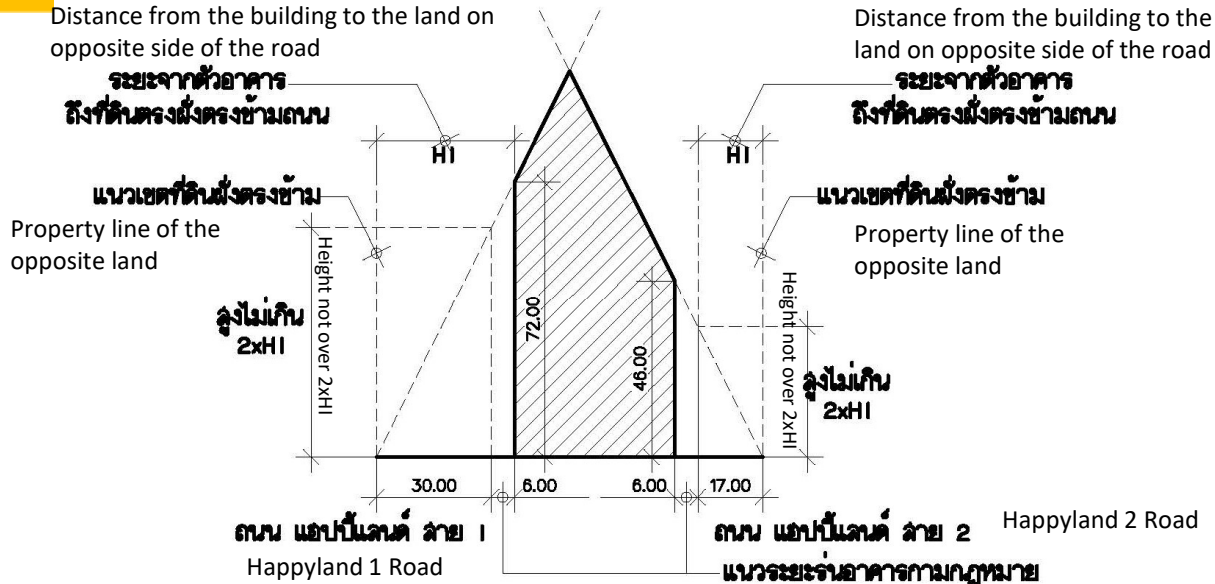 Distance from the building to the land on
opposite side of the road
ระยะจากตัวอาคาร
ถึงที่ดินตรงฝั่งตรงข้ามถนน
H1
แนวเขตที่ดินฝั่งตรงข้าม
Property line of the
opposite land
Height not over 2xHI
สูงไม่เกิน
2xH1
72.00
46.00
Distance from the building to the
land on opposite side of the road
ระยะจากตัวอาคาร
ถึงที่ดินตรงฝั่งตรงข้ามถนน
H1
แนวเขตที่ดินฝั่งตรงข้าม
Property line of the
opposite land
Height not over 2xHI
สูงไม่เกิน
2xH1
30.00 6.00 6.00 17.00
ถนน แฮปปี้แลนด์ สาย 1
Happyland 1 Road
ถนน แฮปปี้แลนด์ สาย 2
Happyland 2 Road
แนวระยะร่นอาคารตามกฎหมาย